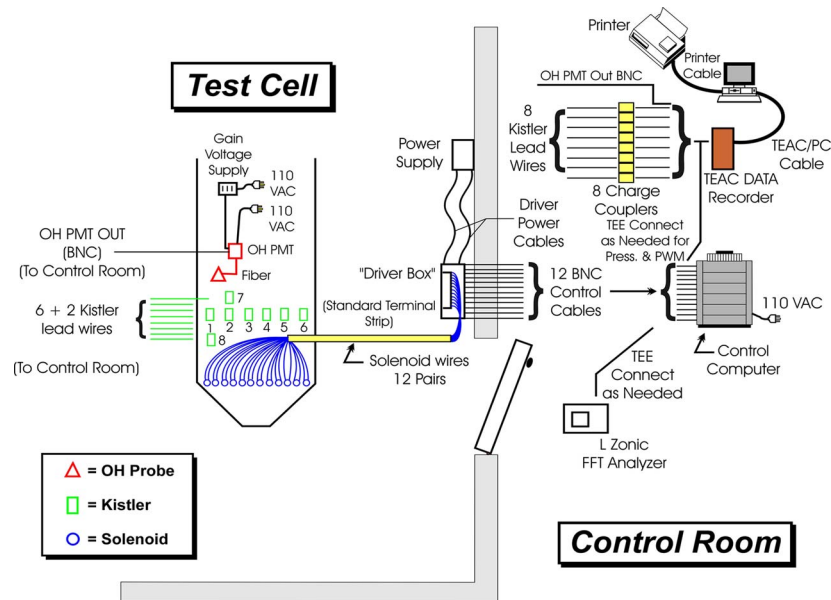 Test Cell
Gain
Voltage
Supply
110
VAC
110
VAC
OH PMT OUT
(BNC)
(To Control Room)
OH PMT
Fiber
6 + 2 Kistler
lead wires
(To Control Room)
7
1
2
3
4
5
6
8
Power
Supply
Driver
Power
Cables
"Driver Box"
(Standard Terminal
Strip)
Solenoid wires
12 Pairs
Printer
Printer
Cable
OH PMT Out BNC
8
Kistler
Lead
Wires
8 Charge
Couplers
TEAC DATA
Recorder
TEAC/PC
Cable
TEE Connect
as Needed for
Press. & PWM
12 BNC
Control
Cables
110 VAC
Control
Computer
TEE
Connect
as Needed
L Zonic
FFT Analyzer
= OH Probe
= Kistler
= Solenoid
Control Room